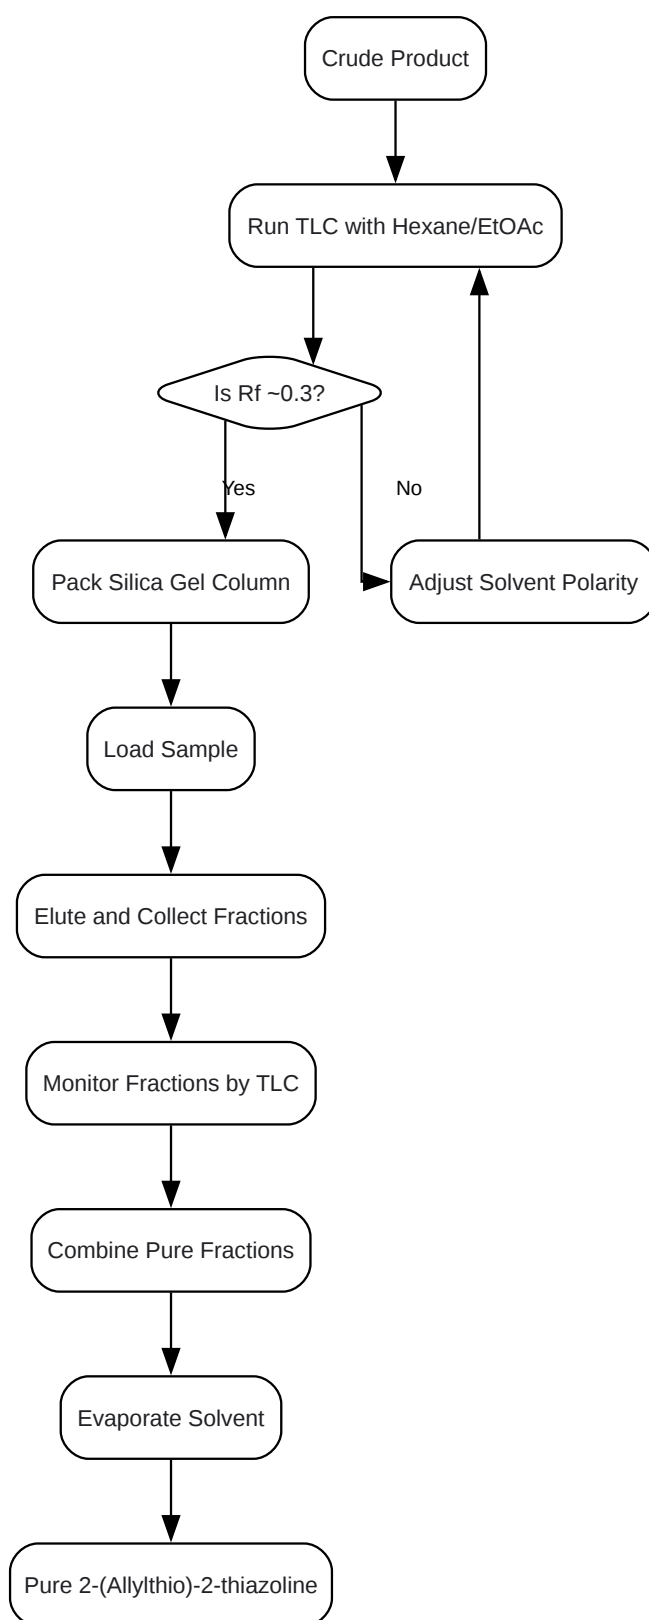 Crude Product
Run TLC with Hexane/EtOAc
Is Rf ~0.3?
Yes
No
Pack Silica Gel Column
Adjust Solvent Polarity
Load Sample
Elute and Collect Fractions
Monitor Fractions by TLC
Combine Pure Fractions
Evaporate Solvent
Pure 2-(Allylthio)-2-thiazoline